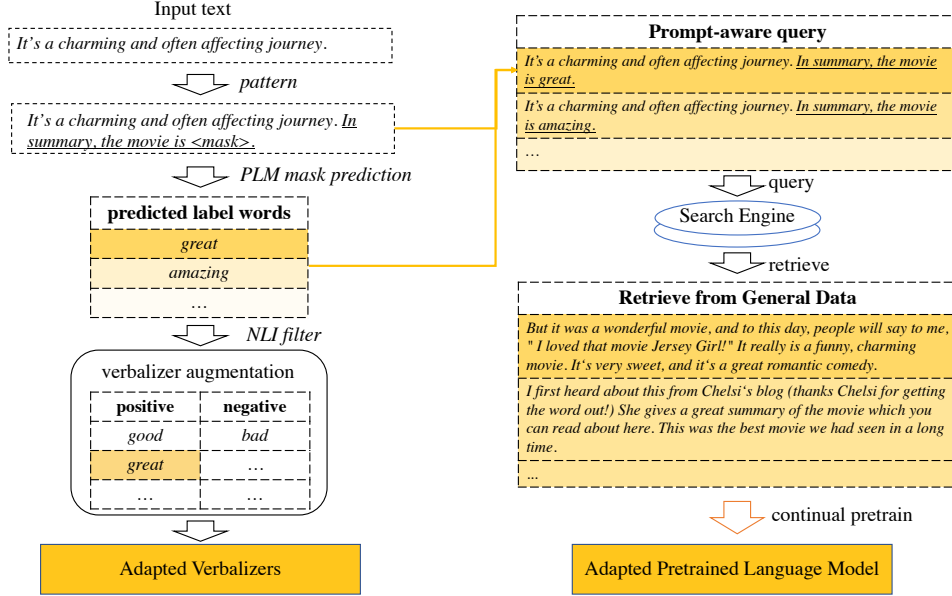 Input text
It's a charming and often affecting journey.
pattern
It's a charming and often affecting journey. In
summary, the movie is <mask>.
PLM mask prediction
predicted label words
great
amazing
…
NLI filter
verbalizer augmentation
positive negative
good bad
great …
… …
Adapted Verbalizers
Prompt-aware query
It's a charming and often affecting journey. In summary, the movie
is great.
It's a charming and often affecting journey. In summary, the movie
is amazing.
…
query
Search Engine
retrieve
Retrieve from General Data
But it was a wonderful movie, and to this day, people will say to me,
" I loved that movie Jersey Girl!" It really is a funny, charming
movie. It's very sweet, and it's a great romantic comedy.
I first heard about this from Chelsi's blog (thanks Chelsi for getting
the word out!) She gives a great summary of the movie which you
can read about here. This was the best movie we had seen in a long
time.
...
continual pretrain
Adapted Pretrained Language Model